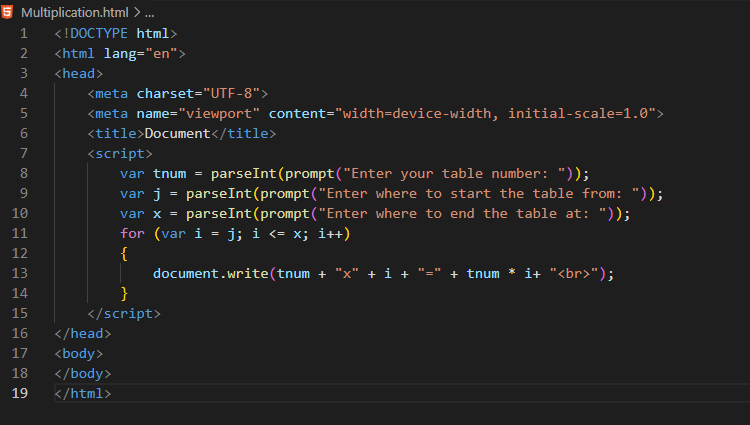 Multiplication.html > ...
1 <!DOCTYPE html>
2 <html lang="en">
3 <head>
4     <meta charset="UTF-8">
5     <meta name="viewport" content="width=device-width, initial-scale=1.0">
6     <title>Document</title>
7     <script>
8         var tnum = parseInt(prompt("Enter your table number: "));
9         var j = parseInt(prompt("Enter where to start the table from: "));
10         var x = parseInt(prompt("Enter where to end the table at: "));
11         for (var i = j; i <= x; i++)
12         {
13             document.write(tnum + "x" + i + "=" + tnum * i+ "<br>");
14         }
15     </script>
16 </head>
17 <body>
18 </body>
19 </html>